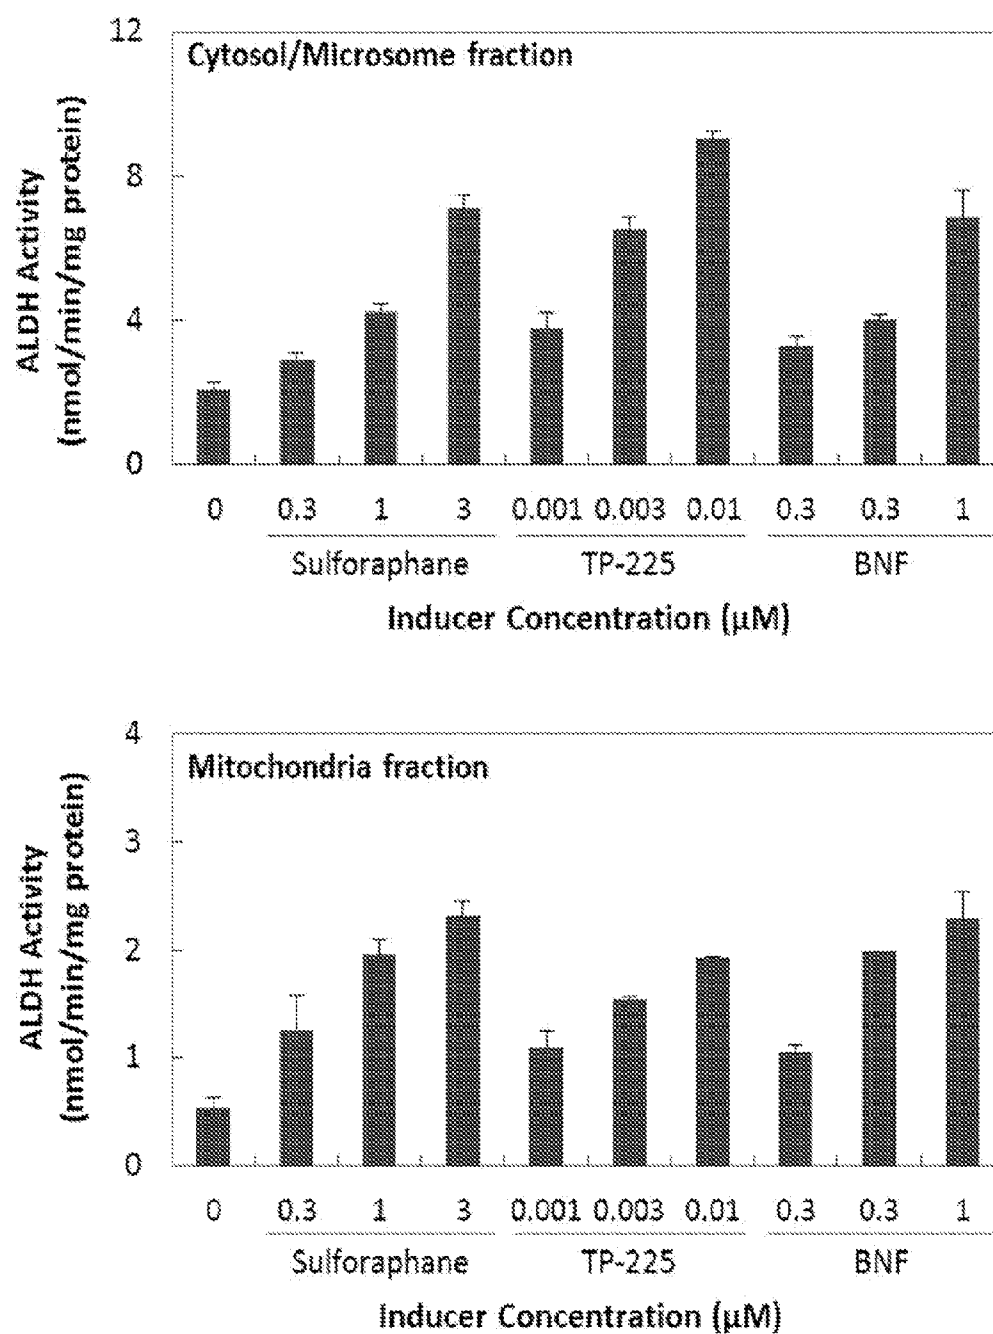 Cytosol/Microsome fraction
ALDH Activity
(nmol/min/mg protein)
12
8
4
0
0 0.3 1 3 0.001 0.003 0.01 0.3 0.3 1
Sulforaphane TP-225 BNF
Inducer Concentration (µM)
Mitochondria fraction
ALDH Activity
(nmol/min/mg protein)
4
3
2
1
0
0 0.3 1 3 0.001 0.003 0.01 0.3 0.3 1
Sulforaphane TP-225 BNF
Inducer Concentration (µM)